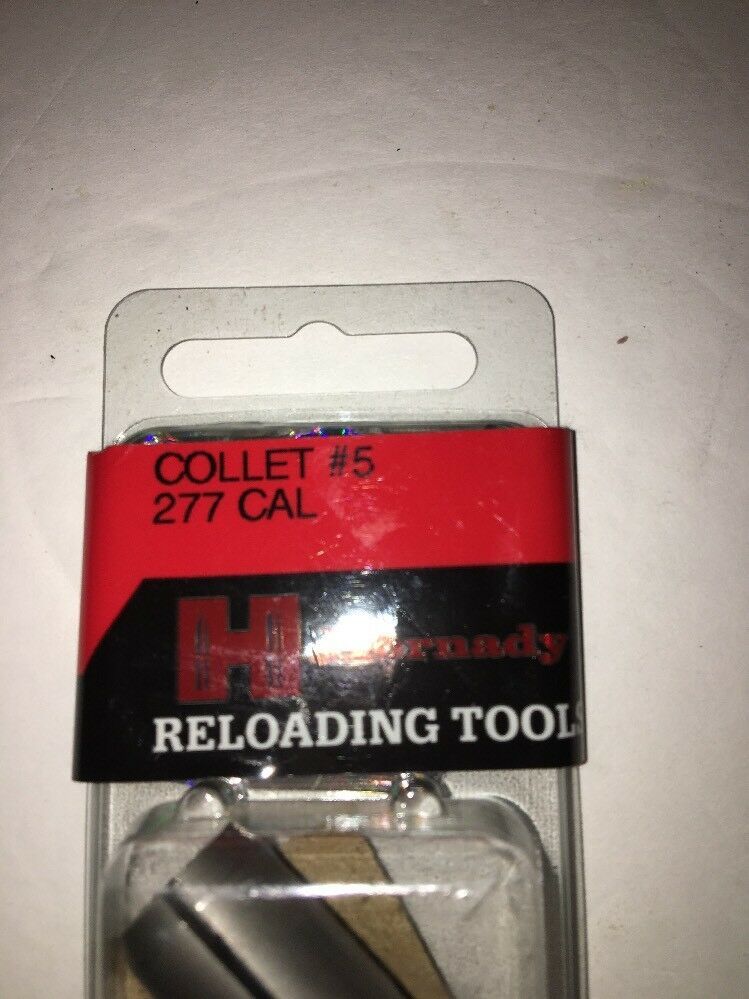 COLLET #5
277 CAL
H Hornady
RELOADING TOOLS